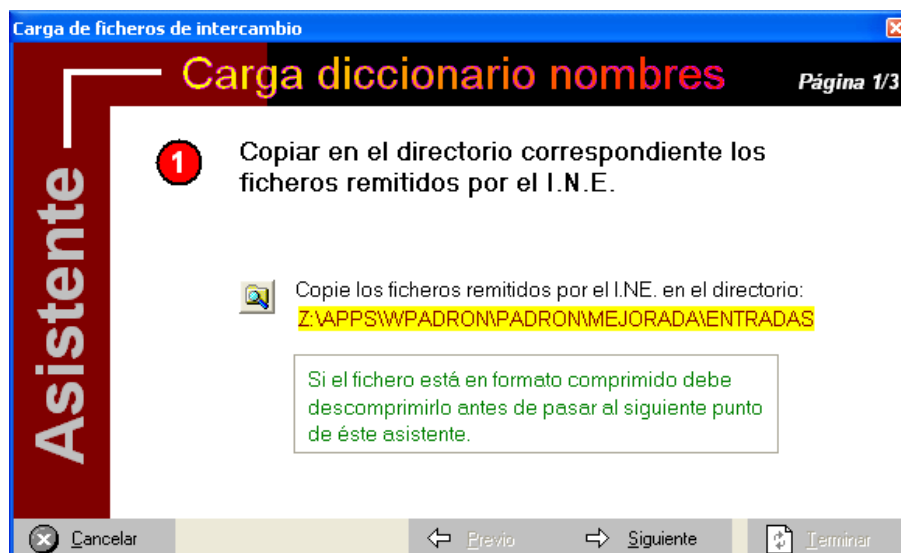 Carga de ficheros de intercambio
Carga diccionario nombres
Página 1/3
Asistente
1
Copiar en el directorio correspondiente los
ficheros remitidos por el I.N.E.
Copie los ficheros remitidos por el I.NE. en el directorio:
Z:\APPS\WPADRON\PADRON\MEJORADA\ENTRADAS
Si el fichero está en formato comprimido debe
descomprimirlo antes de pasar al siguiente punto
de éste asistente.
Cancelar
Previo
Siguiente
Terminar